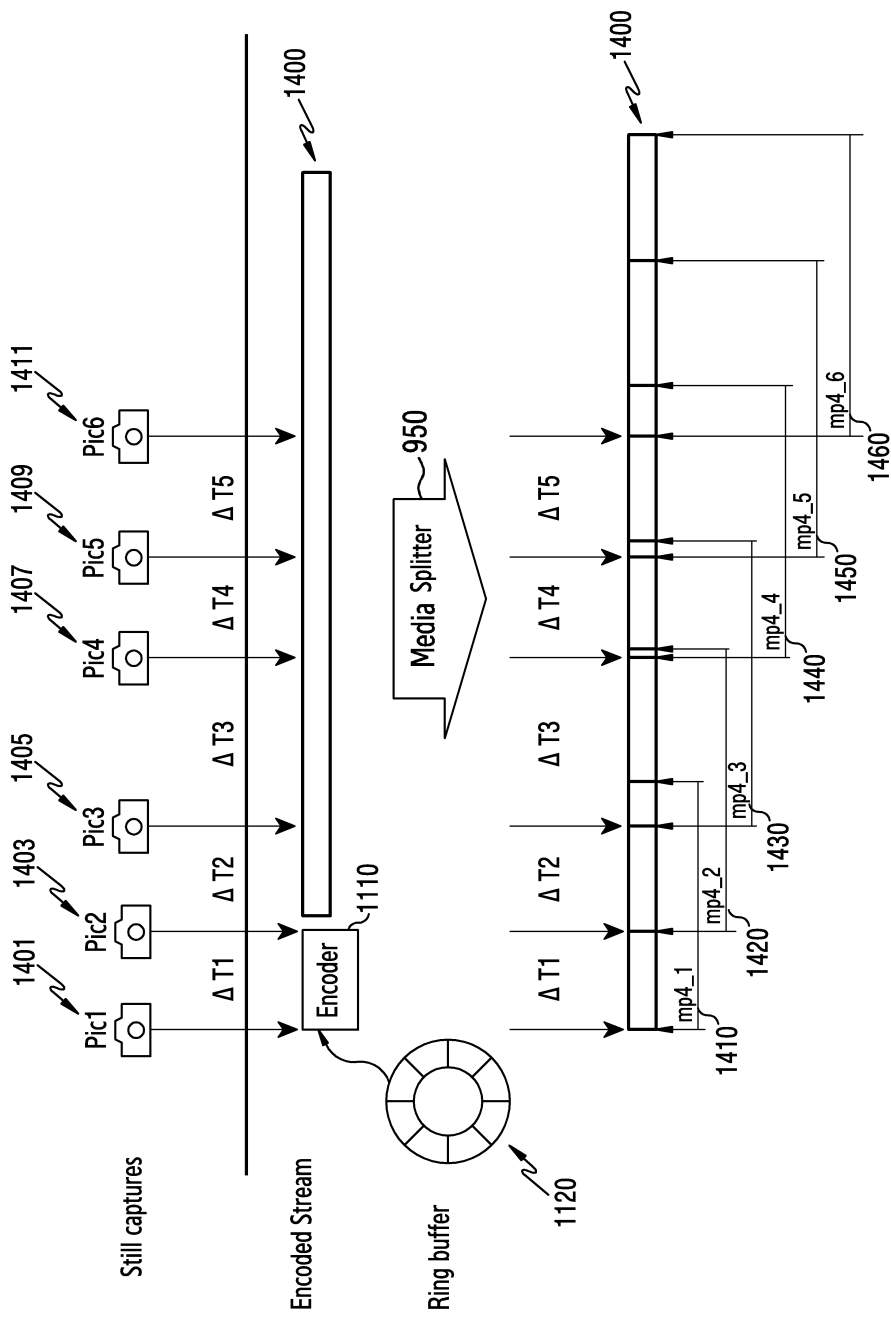 1401
1403
1405
1407
1409
1411
Pic1
Pic2
Pic3
Pic4
Pic5
Pic6
Still captures
Δ T1
Δ T2
Δ T3
Δ T4
Δ T5
1400
Encoded Stream
Encoder
1110
Ring buffer
Media Splitter
950
1120
Δ T1
Δ T2
Δ T3
Δ T4
Δ T5
1400
mp4_1
1410
mp4_2
1420
mp4_3
1430
mp4_4
1440
mp4_5
1450
mp4_6
1460